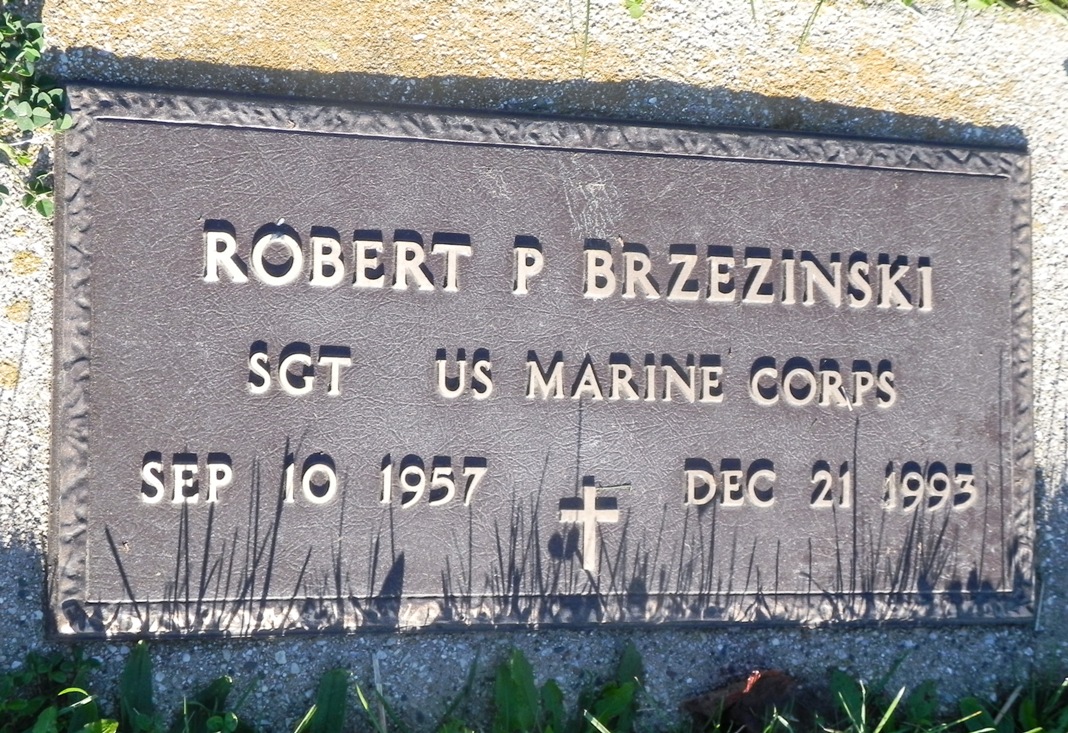 ROBERT P BRZEZINSKI
SGT US MARINE CORPS
SEP 10 1957 DEC 21 1993